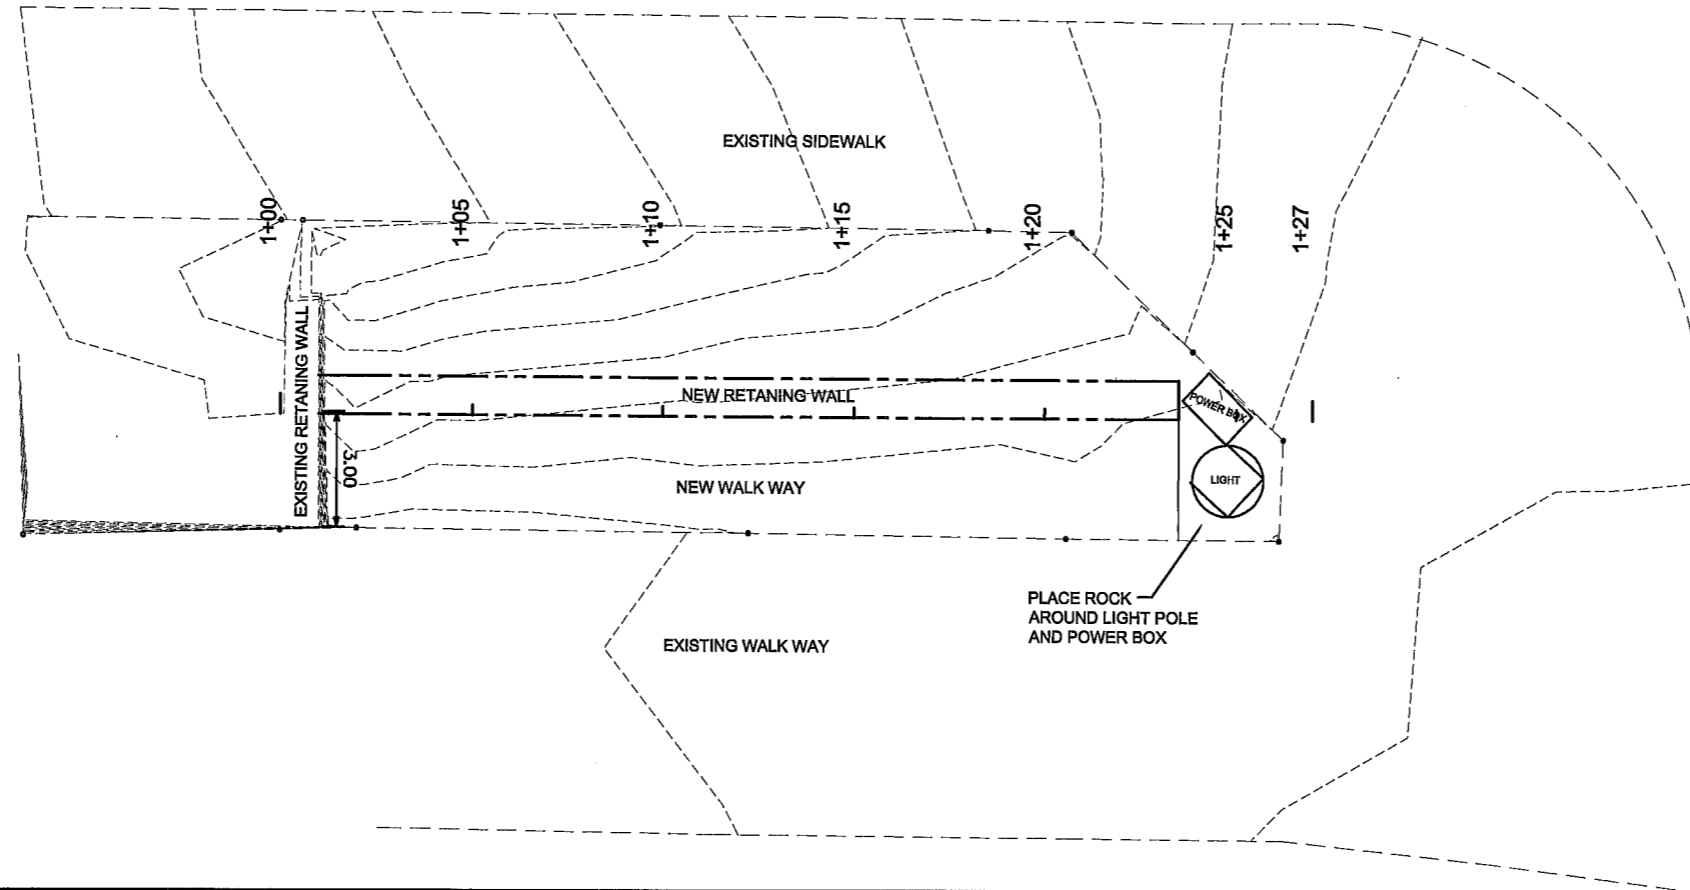 EXISTING SIDEWALK
1+00
1+05
1+10
1+15
1+20
1+25
1+27
EXISTING RETANING WALL
NEW RETANING WALL
POWER BOX
3.00
LIGHT
NEW WALK WAY
PLACE ROCK
AROUND LIGHT POLE
AND POWER BOX
EXISTING WALK WAY